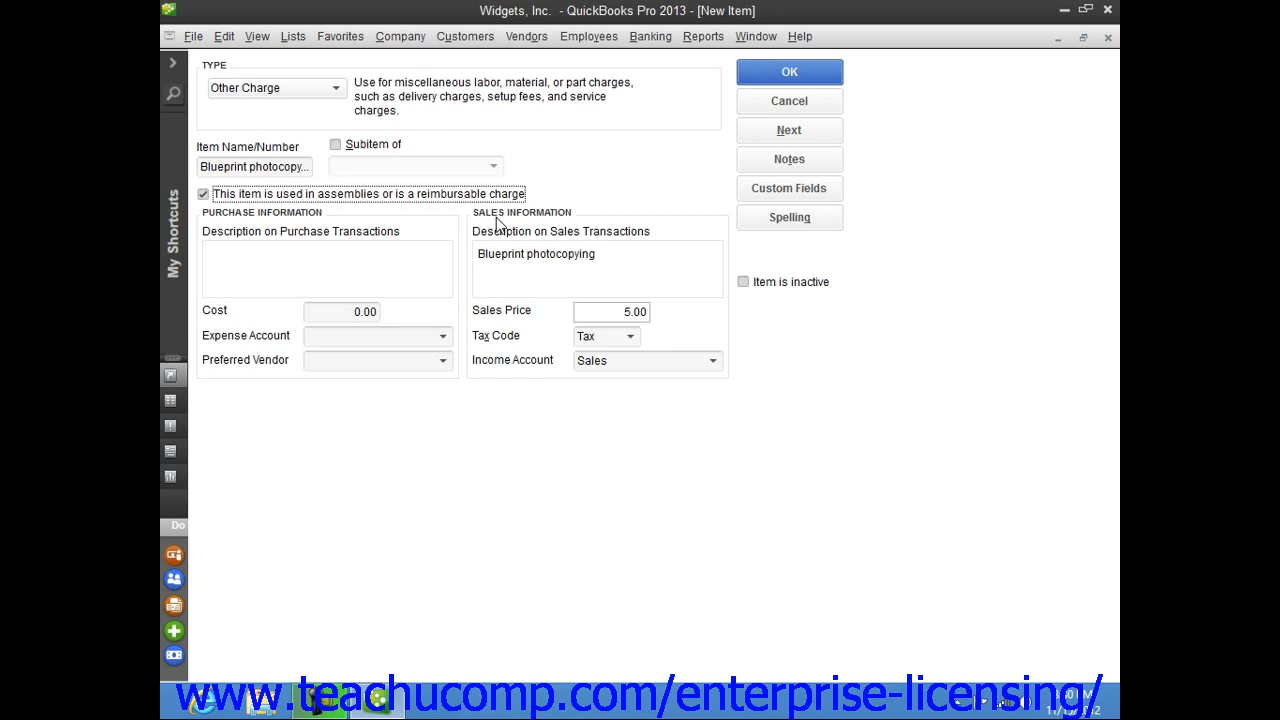 Widgets, Inc. - QuickBooks Pro 2013 - [New Item]
File Edit View Lists Favorites Company Customers Vendors Employees Banking Reports Window Help
TYPE
Other Charge
Use for miscellaneous labor, material, or part charges,
such as delivery charges, setup fees, and service
charges.
OK
Cancel
Next
Notes
Custom Fields
Spelling
Item Name/Number
Subitem of
Blueprint photocopy...
This item is used in assemblies or is a reimbursable charge
PURCHASE INFORMATION
Description on Purchase Transactions
Cost 0.00
Expense Account
Preferred Vendor
SALES INFORMATION
Description on Sales Transactions
Blueprint photocopying
Sales Price 5.00
Tax Code Tax
Income Account Sales
Item is inactive
My Shortcuts
Do
www.teachucomp.com/enterprise-licensing/